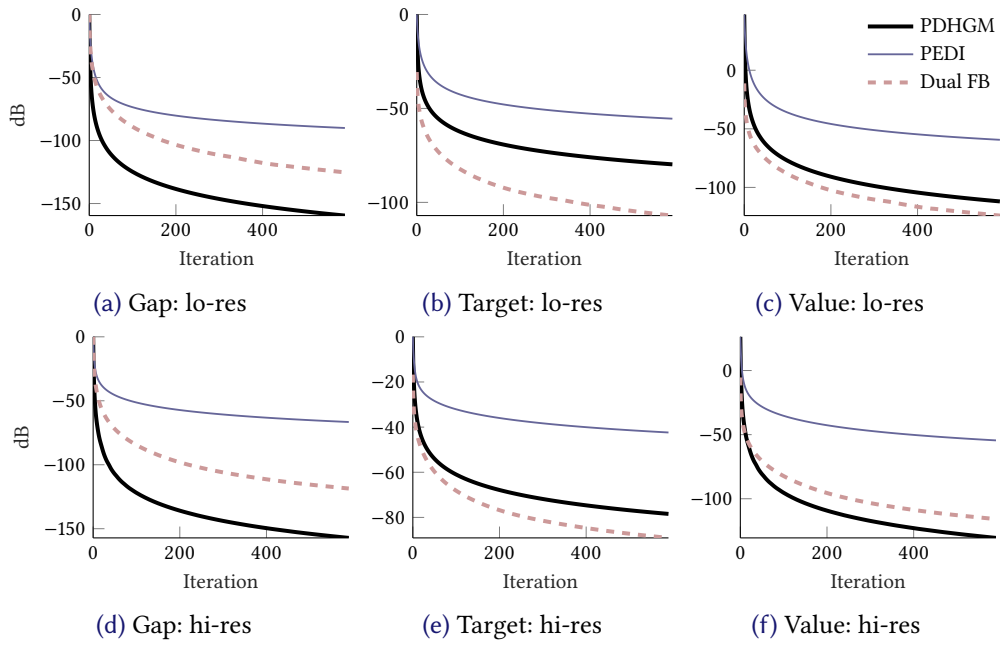 0
−50
−100
−150
dB
0 200 400
Iteration
(a) Gap: lo-res
0
−50
−100
0 200 400
Iteration
(b) Target: lo-res
0
−50
−100
0 200 400
Iteration
(c) Value: lo-res
PDHGM
PEDI
Dual FB
0
−50
−100
−150
dB
0 200 400
Iteration
(d) Gap: hi-res
0
−20
−40
−60
−80
0 200 400
Iteration
(e) Target: hi-res
0
−50
−100
0 200 400
Iteration
(f) Value: hi-res